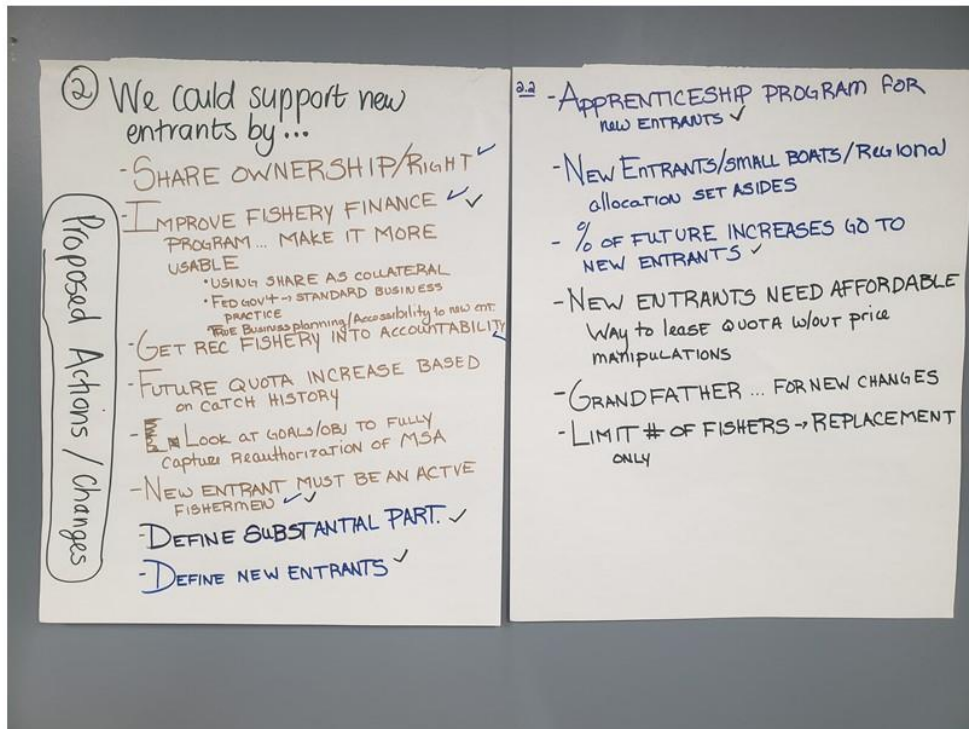 ② We could support new
entrants by...
- SHARE OWNERSHIP/RIGHT ✓
- IMPROVE FISHERY FINANCE ✓ ✓
PROGRAM... MAKE IT MORE
USABLE
• USING SHARE AS COLLATERAL
• FED GOV'T → STANDARD BUSINESS
PRACTICE
TRUE Business planning/Accessibility to new ent.
- GET REC FISHERY INTO ACCOUNTABILITY ✓
- FUTURE QUOTA INCREASE BASED
on CATCH HISTORY
- LOOK AT GOALS/OBJ TO FULLY
Capture Reauthorization of MSA
- NEW ENTRANT MUST BE AN ACTVE
FISHERMEN ✓ ✓
- DEFINE SUBSTANTIAL PART. ✓
- DEFINE NEW ENTRANTS ✓
Proposed Actions / Changes
2.2 - APPRENTICESHIP PROGRAM FOR
new ENTRANTS ✓
- NEW ENTRANTS/SMALL BOATS/REGIONAL
allocation SET ASIDES
- % OF FUTURE INCREASES GO TO
NEW ENTRANTS ✓
- NEW ENTRANTS NEED AFFORDABLE
Way to lease QUOTA W/OUT price
MANIPULATIONS
- GRANDFATHER ... FOR NEW CHANGES
- LIMIT # OF FISHERS → REPLACEMENT
ONLY